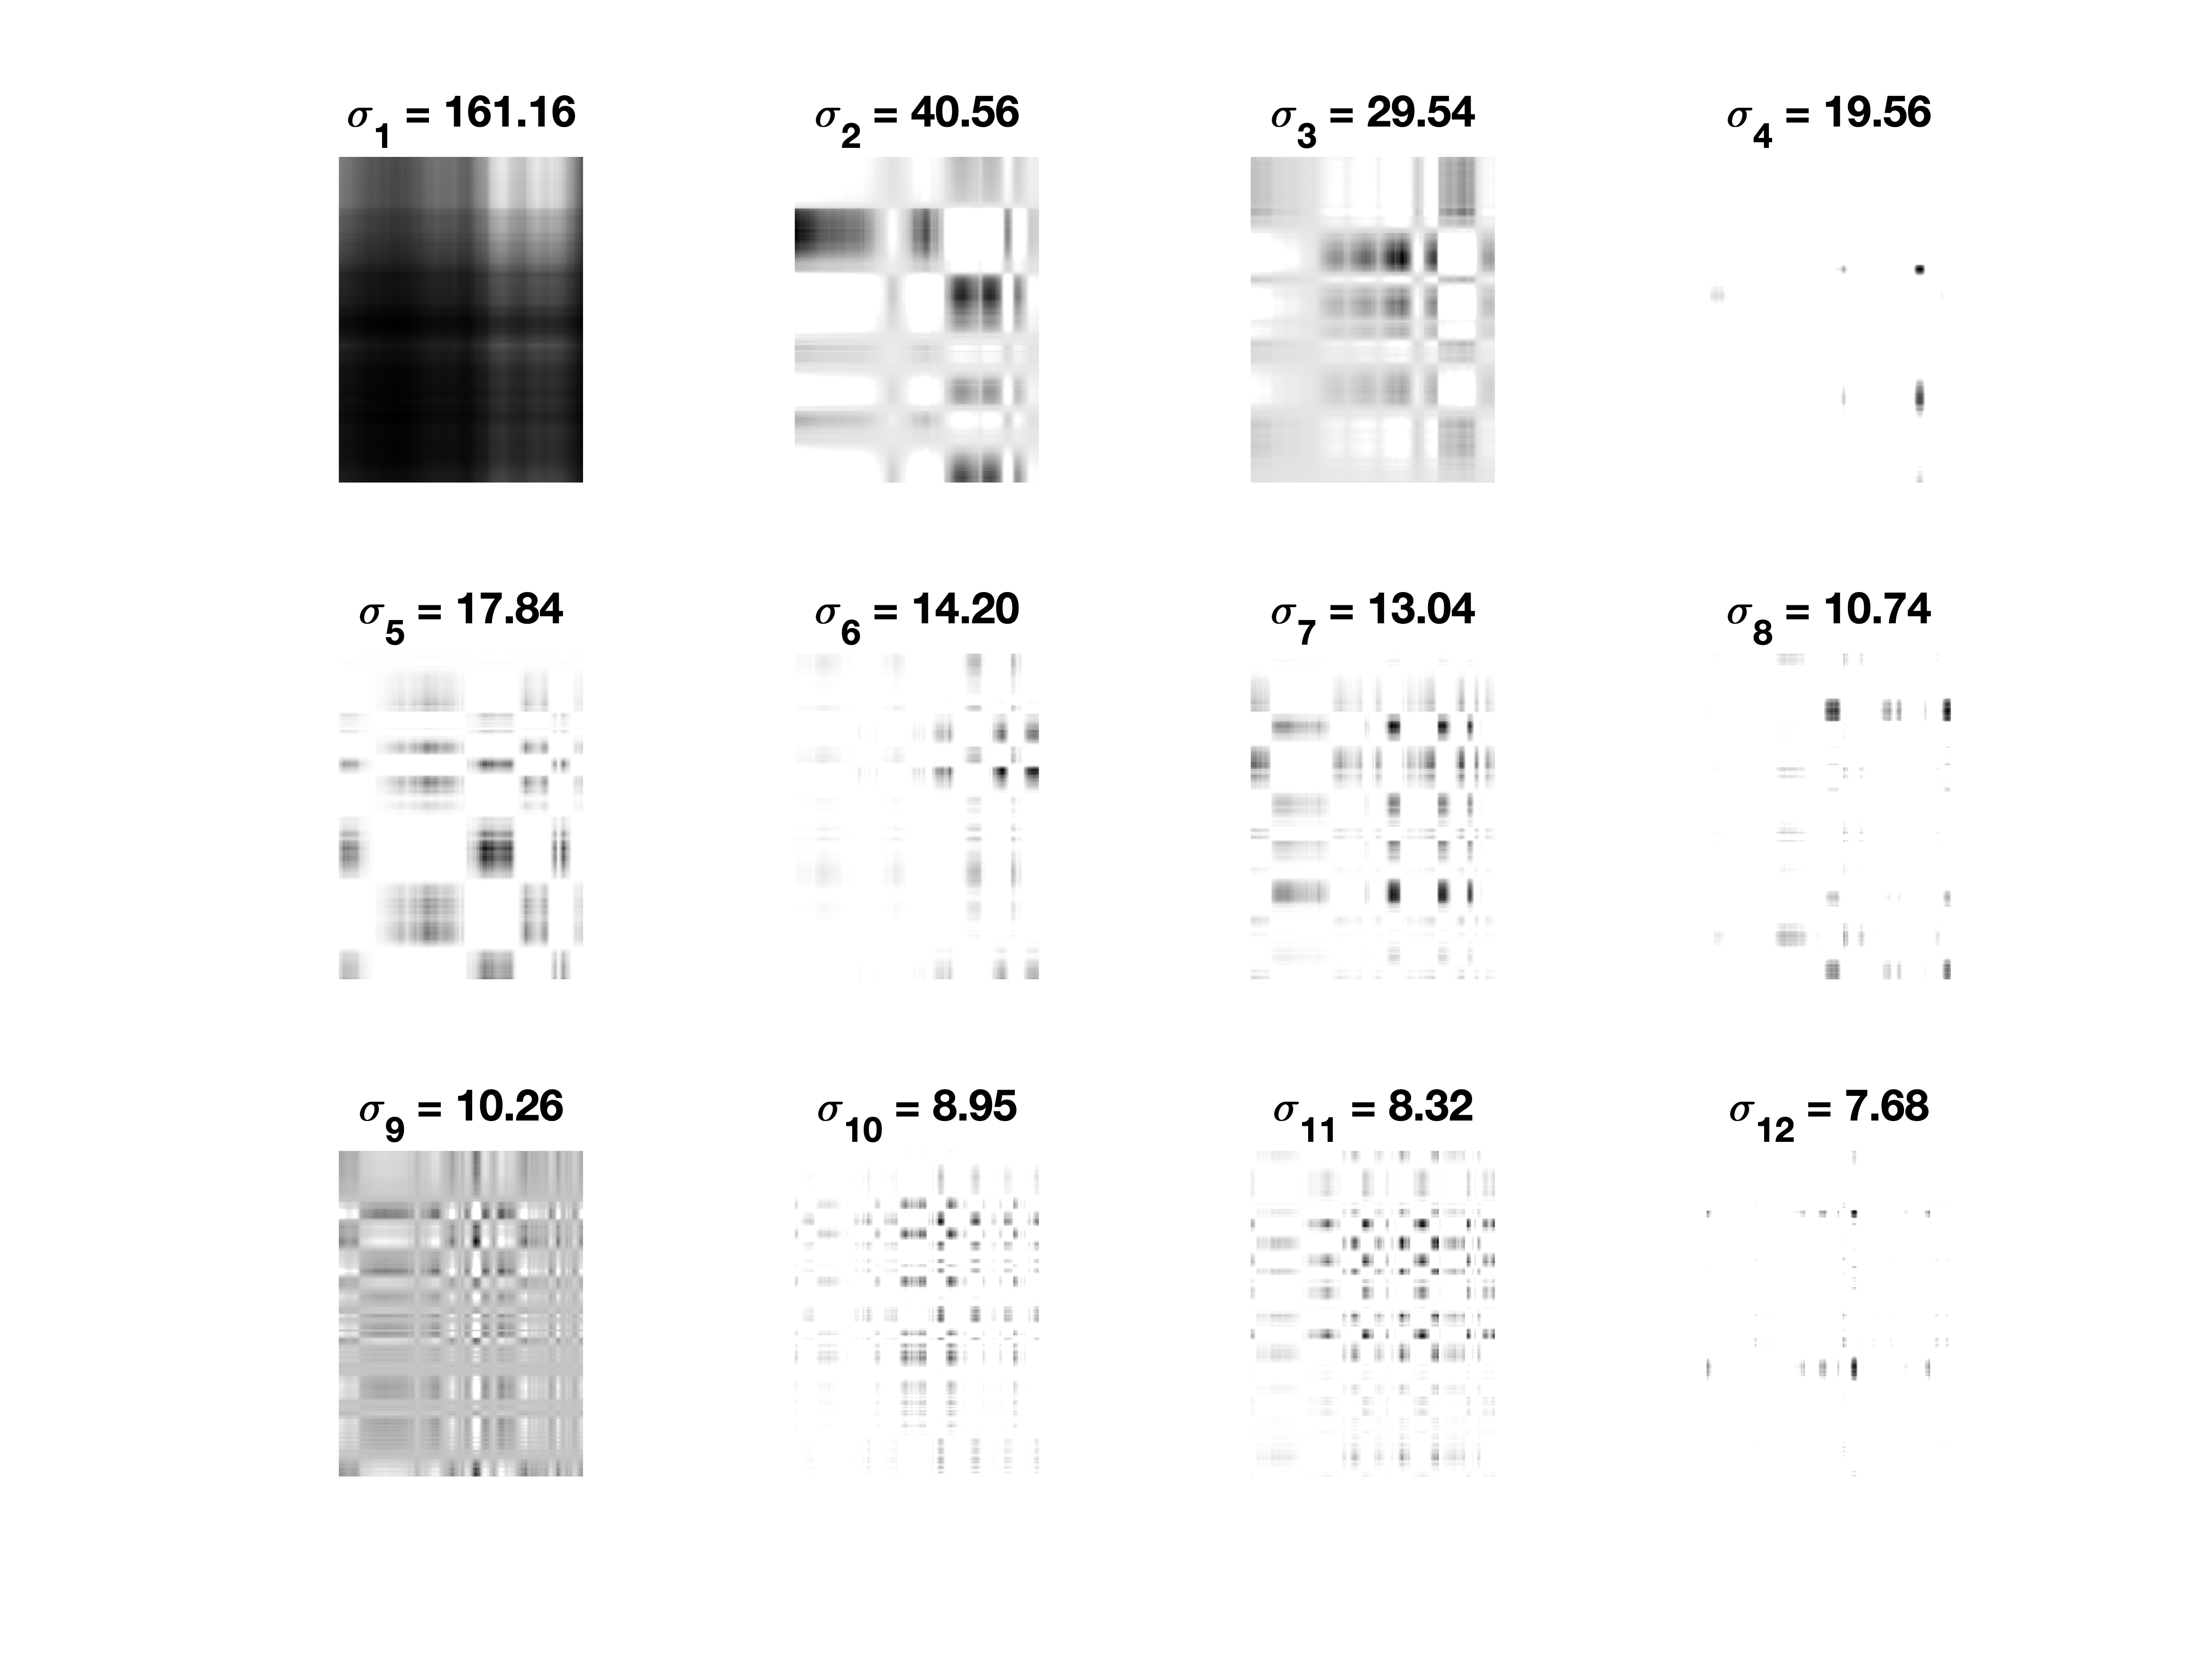 σ1 = 161.16
σ2 = 40.56
σ3 = 29.54
σ4 = 19.56
σ5 = 17.84
σ6 = 14.20
σ7 = 13.04
σ8 = 10.74
σ9 = 10.26
σ10 = 8.95
σ11 = 8.32
σ12 = 7.68